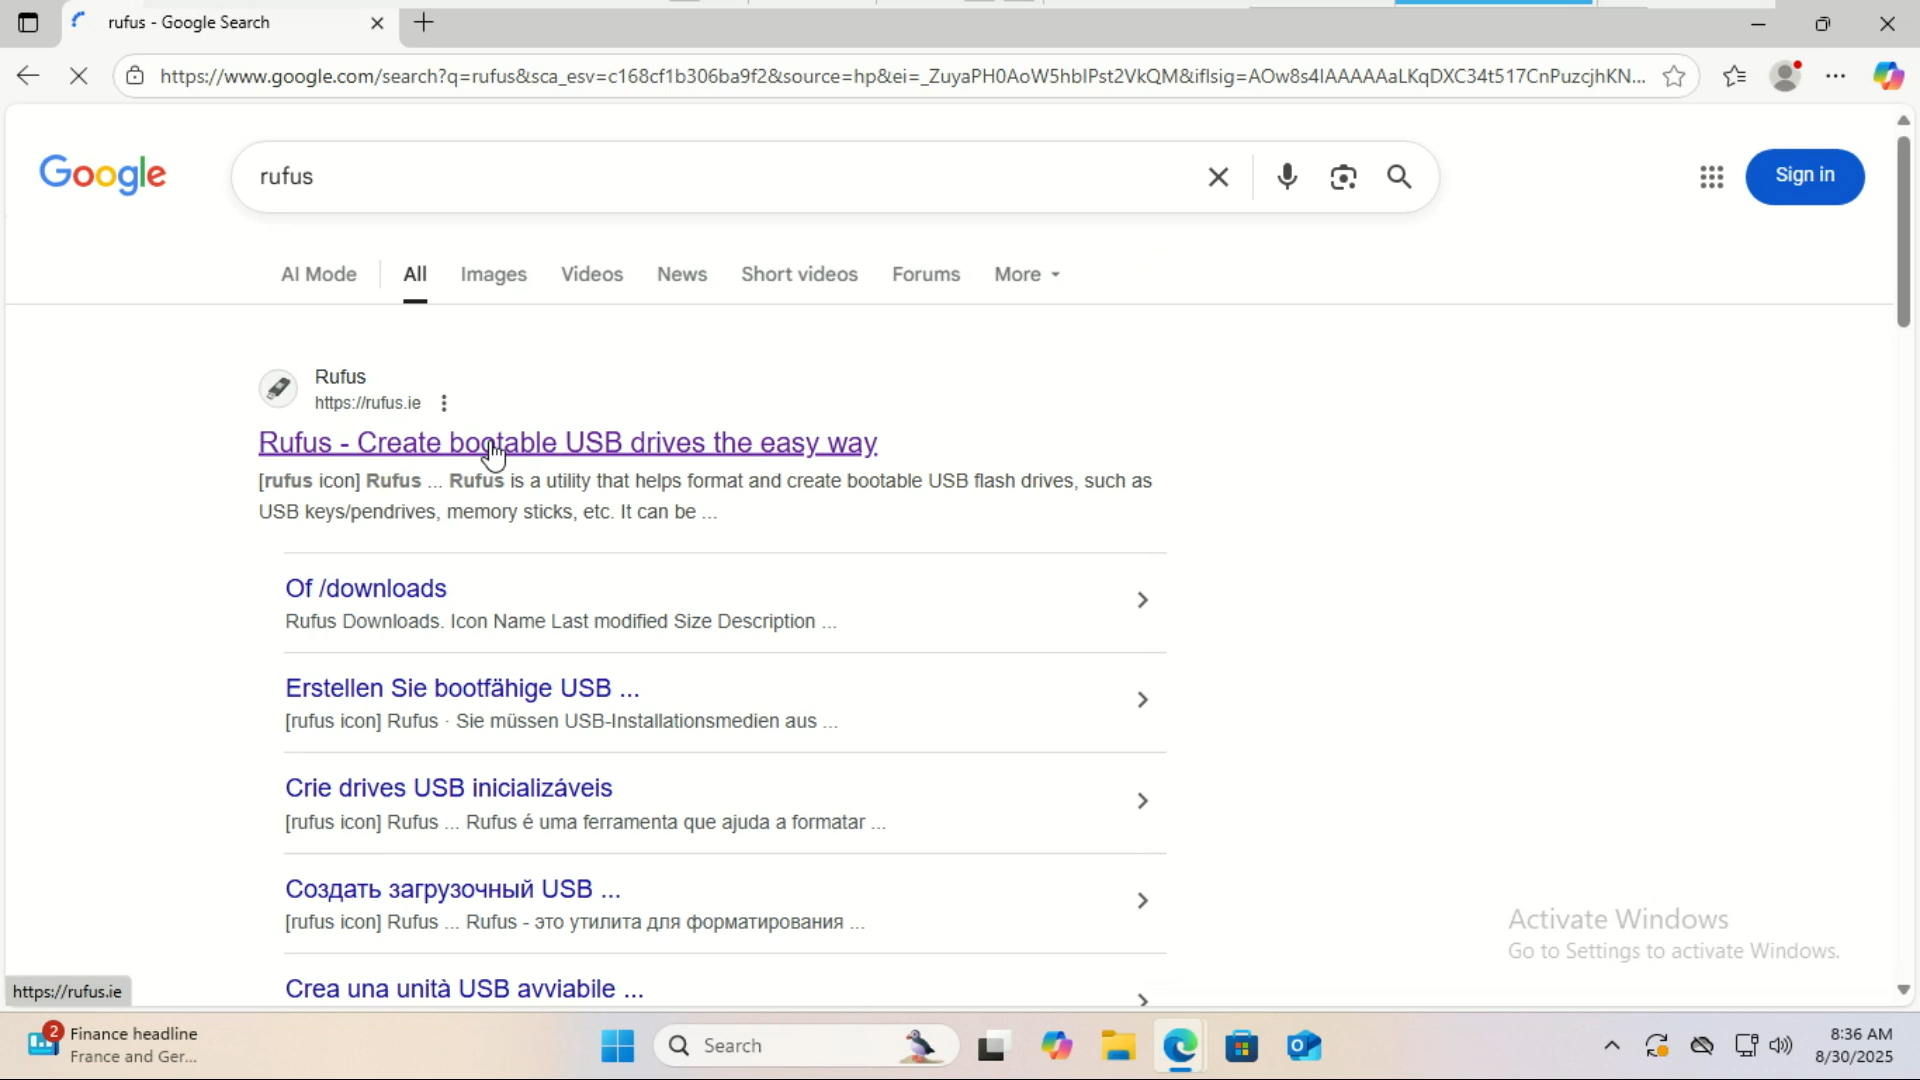 rufus - Google Search
https://www.google.com/search?q=rufus&sca_esv=c168cf1b306ba9f2&source=hp&ei=_ZuyaPH0AoW5hbIPst2VkQM&iflsig=AOw8s4IAAAAAaLKqDXC34t517CnPuzcjhKN...
Google
rufus
Sign in
AI Mode
All
Images
Videos
News
Short videos
Forums
More
Rufus
https://rufus.ie
Rufus - Create bootable USB drives the easy way
[rufus icon] Rufus ... Rufus is a utility that helps format and create bootable USB flash drives, such as
USB keys/pendrives, memory sticks, etc. It can be ...
Of /downloads
Rufus Downloads. Icon Name Last modified Size Description ...
Erstellen Sie bootfähige USB ...
[rufus icon] Rufus · Sie müssen USB-Installationsmedien aus ...
Crie drives USB inicializáveis
[rufus icon] Rufus ... Rufus é uma ferramenta que ajuda a formatar ...
Создать загрузочный USB ...
[rufus icon] Rufus ... Rufus - это утилита для форматирования ...
Crea una unità USB avviabile ...
Activate Windows
Go to Settings to activate Windows.
https://rufus.ie
2
Finance headline
France and Ger...
Search
8:36 AM
8/30/2025